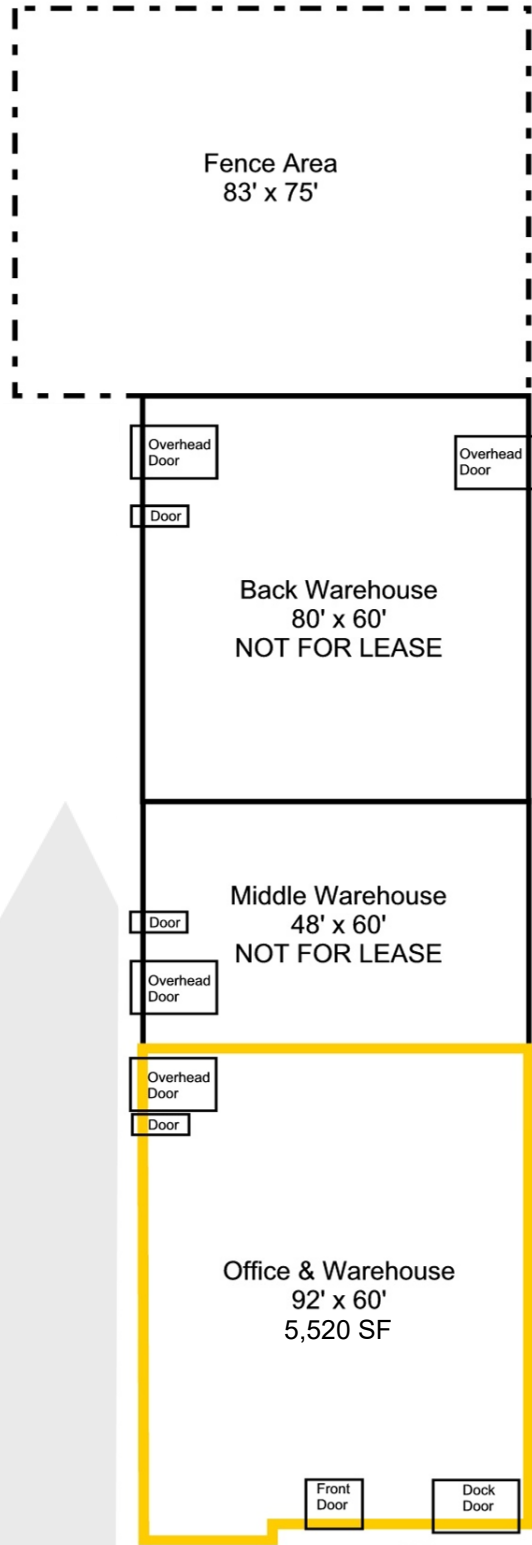 Fence Area
83' x 75'
Overhead
Door
Overhead
Door
Door
Back Warehouse
80' x 60'
NOT FOR LEASE
Middle Warehouse
48' x 60'
NOT FOR LEASE
Door
Overhead
Door
Overhead
Door
Door
Office & Warehouse
92' x 60'
5,520 SF
Front
Door
Dock
Door